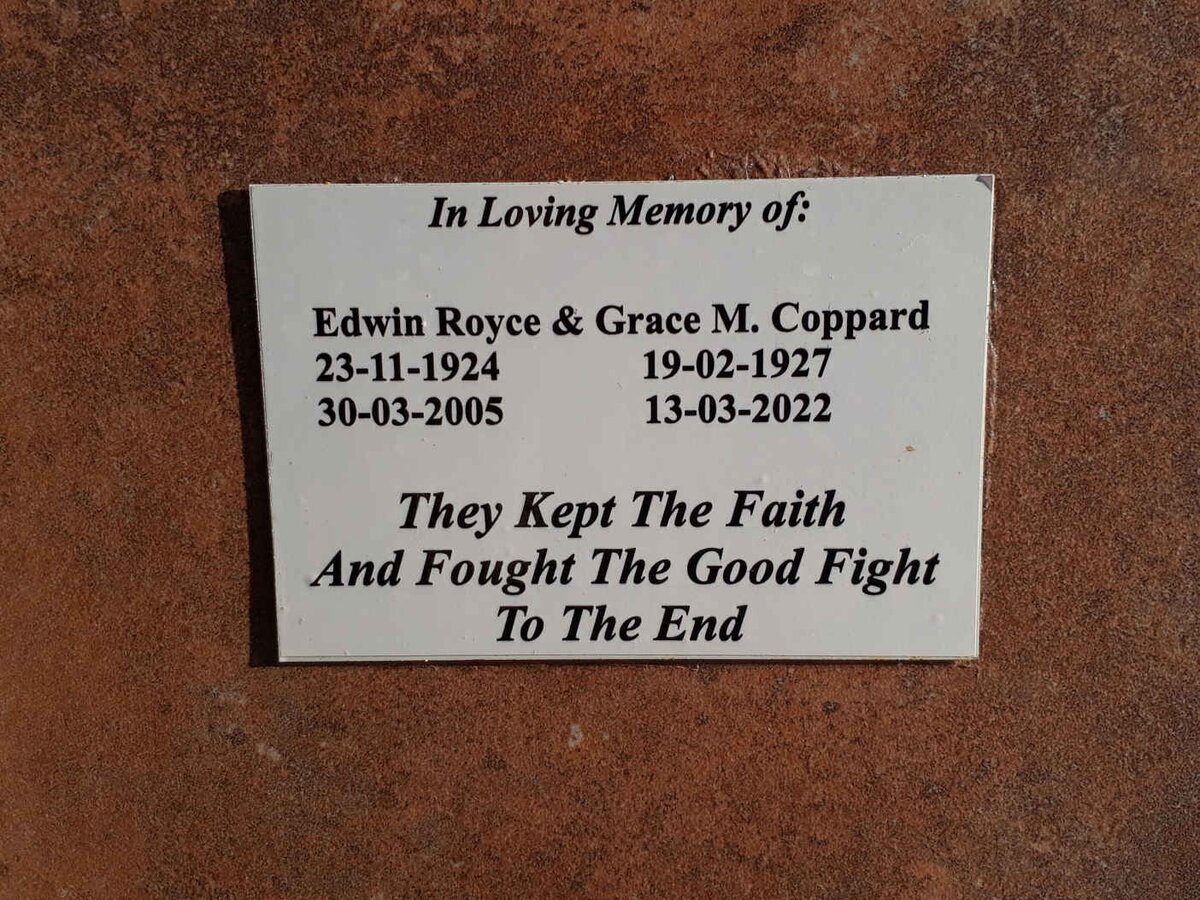 In Loving Memory of:
Edwin Royce & Grace M. Coppard
23-11-1924 19-02-1927
30-03-2005 13-03-2022
They Kept The Faith
And Fought The Good Fight
To The End